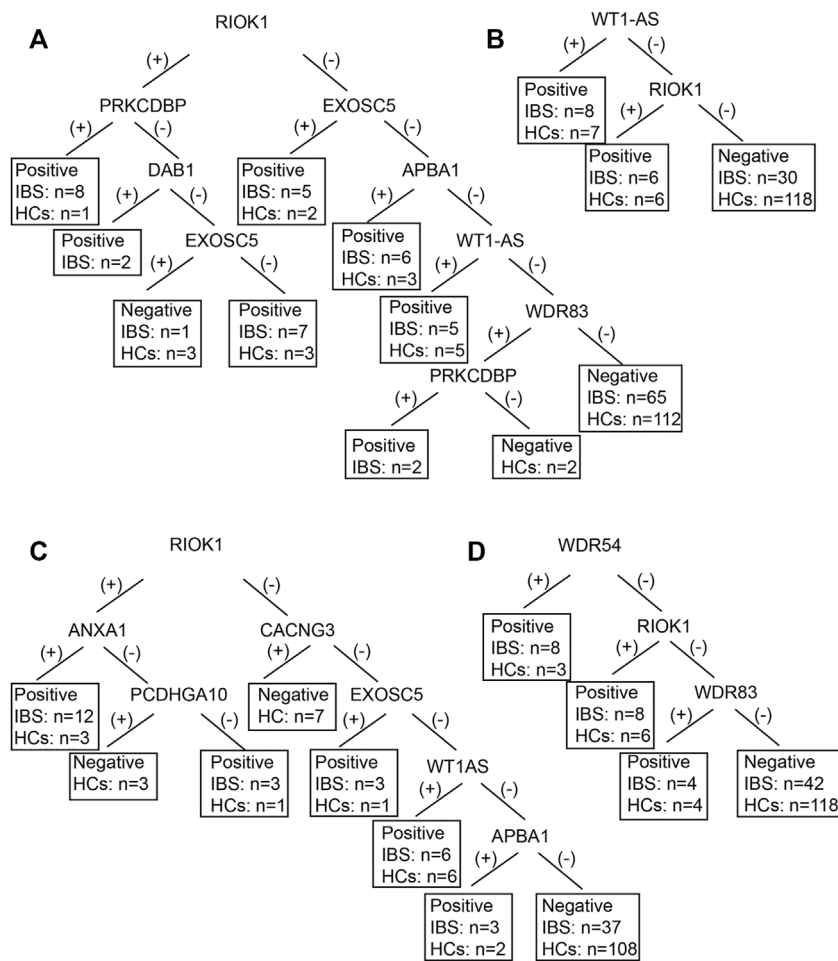 A
RIOK1
(+)
(-)
PRKCDBP
EXOSC5
(+)
(-)
(+)
(-)
Positive
IBS: n=8
HCs: n=1
DAB1
Positive
IBS: n=5
HCs: n=2
APBA1
(+)
(-)
(+)
(-)
Positive
IBS: n=2
EXOSC5
Positive
IBS: n=6
HCs: n=3
WT1-AS
(+)
(-)
(+)
(-)
Negative
IBS: n=1
HCs: n=3
Positive
IBS: n=7
HCs: n=3
Positive
IBS: n=5
HCs: n=5
WDR83
(+)
(-)
PRKCDBP
Negative
IBS: n=65
HCs: n=112
(+)
(-)
Positive
IBS: n=2
Negative
HCs: n=2
B
WT1-AS
(+)
(-)
Positive
IBS: n=8
HCs: n=7
RIOK1
(+)
(-)
Positive
IBS: n=6
HCs: n=6
Negative
IBS: n=30
HCs: n=118
C
RIOK1
(+)
(-)
ANXA1
CACNG3
(+)
(-)
(+)
(-)
Positive
IBS: n=12
HCs: n=3
PCDHGA10
Negative
HC: n=7
EXOSC5
(+)
(-)
(+)
(-)
Negative
HCs: n=3
Positive
IBS: n=3
HCs: n=1
Positive
IBS: n=3
HCs: n=1
WT1AS
(+)
(-)
Positive
IBS: n=6
HCs: n=6
APBA1
(+)
(-)
Positive
IBS: n=3
HCs: n=2
Negative
IBS: n=37
HCs: n=108
D
WDR54
(+)
(-)
Positive
IBS: n=8
HCs: n=3
RIOK1
(+)
(-)
Positive
IBS: n=8
HCs: n=6
WDR83
(+)
(-)
Positive
IBS: n=4
HCs: n=4
Negative
IBS: n=42
HCs: n=118